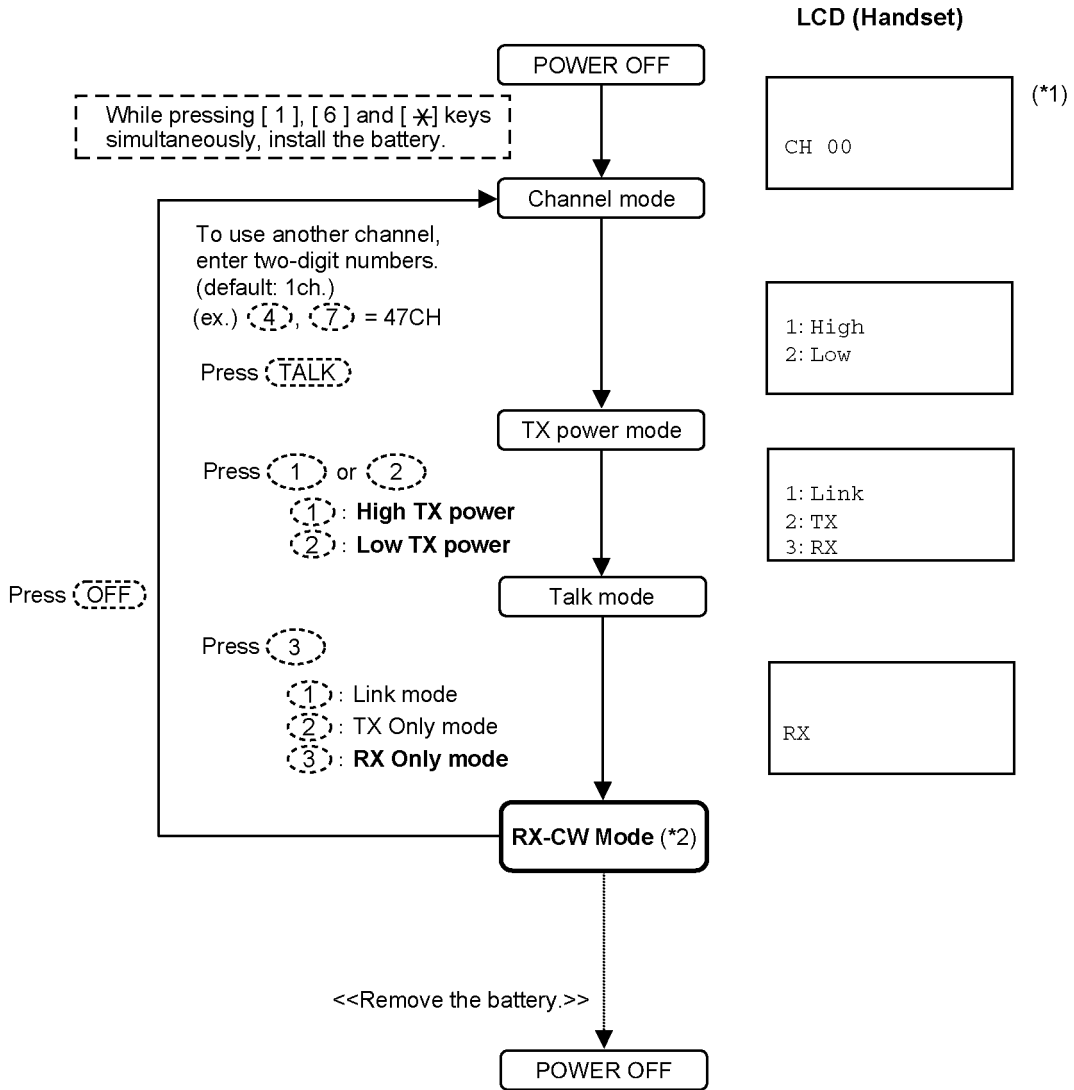 LCD (Handset)
POWER OFF
(*1)
While pressing [ 1 ], [ 6 ] and [ * ] keys
simultaneously, install the battery.
CH 00
Channel mode
To use another channel,
enter two-digit numbers.
(default: 1ch.)
(ex.) 4, 7 = 47CH
1: High
2: Low
Press TALK
TX power mode
Press 1 or 2
1 : High TX power
2 : Low TX power
1: Link
2: TX
3: RX
Press OFF
Talk mode
Press 3
1 : Link mode
2 : TX Only mode
3 : RX Only mode
RX
RX-CW Mode (*2)
<<Remove the battery.>>
POWER OFF